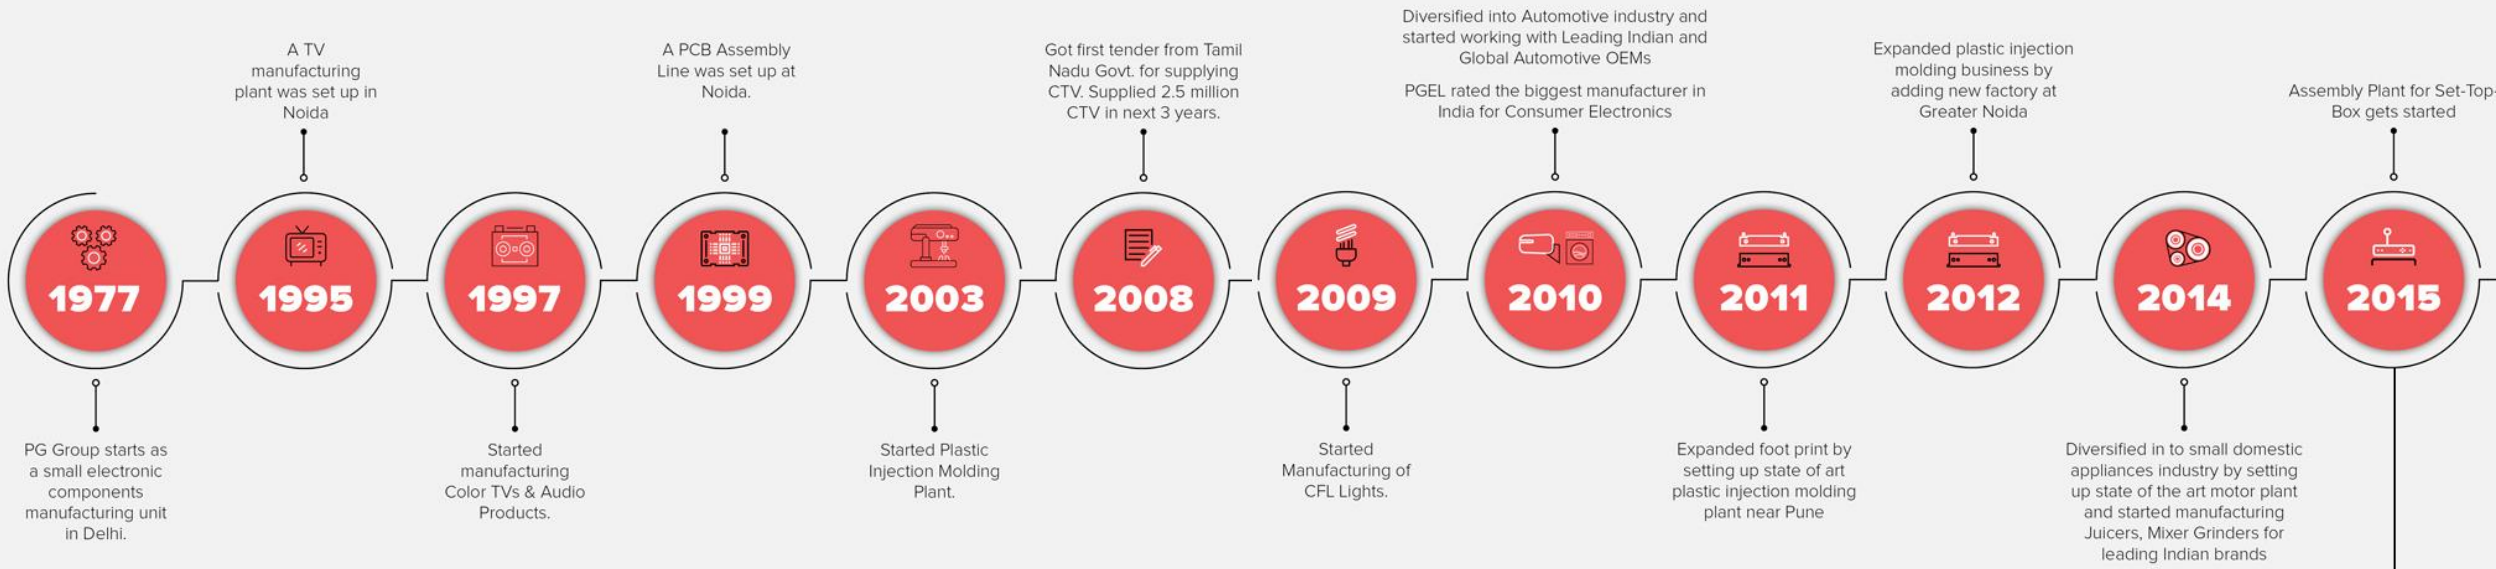 1977
PG Group starts as
a small electronic
components
manufacturing unit
in Delhi.
A TV
manufacturing
plant was set up in
Noida
1995
1997
Started
manufacturing
Color TVs & Audio
Products.
A PCB Assembly
Line was set up at
Noida.
1999
2003
Started Plastic
Injection Molding
Plant.
Got first tender from Tamil
Nadu Govt. for supplying
CTV. Supplied 2.5 million
CTV in next 3 years.
2008
2009
Started
Manufacturing of
CFL Lights.
Diversified into Automotive industry and
started working with Leading Indian and
Global Automotive OEMs
PGEL rated the biggest manufacturer in
India for Consumer Electronics
2010
2011
Expanded foot print by
setting up state of art
plastic injection molding
plant near Pune
Expanded plastic injection
molding business by
adding new factory at
Greater Noida
2012
2014
Diversified in to small domestic
appliances industry by setting
up state of the art motor plant
and started manufacturing
Juicers, Mixer Grinders for
leading Indian brands
Assembly Plant for Set-Top-
Box gets started
2015